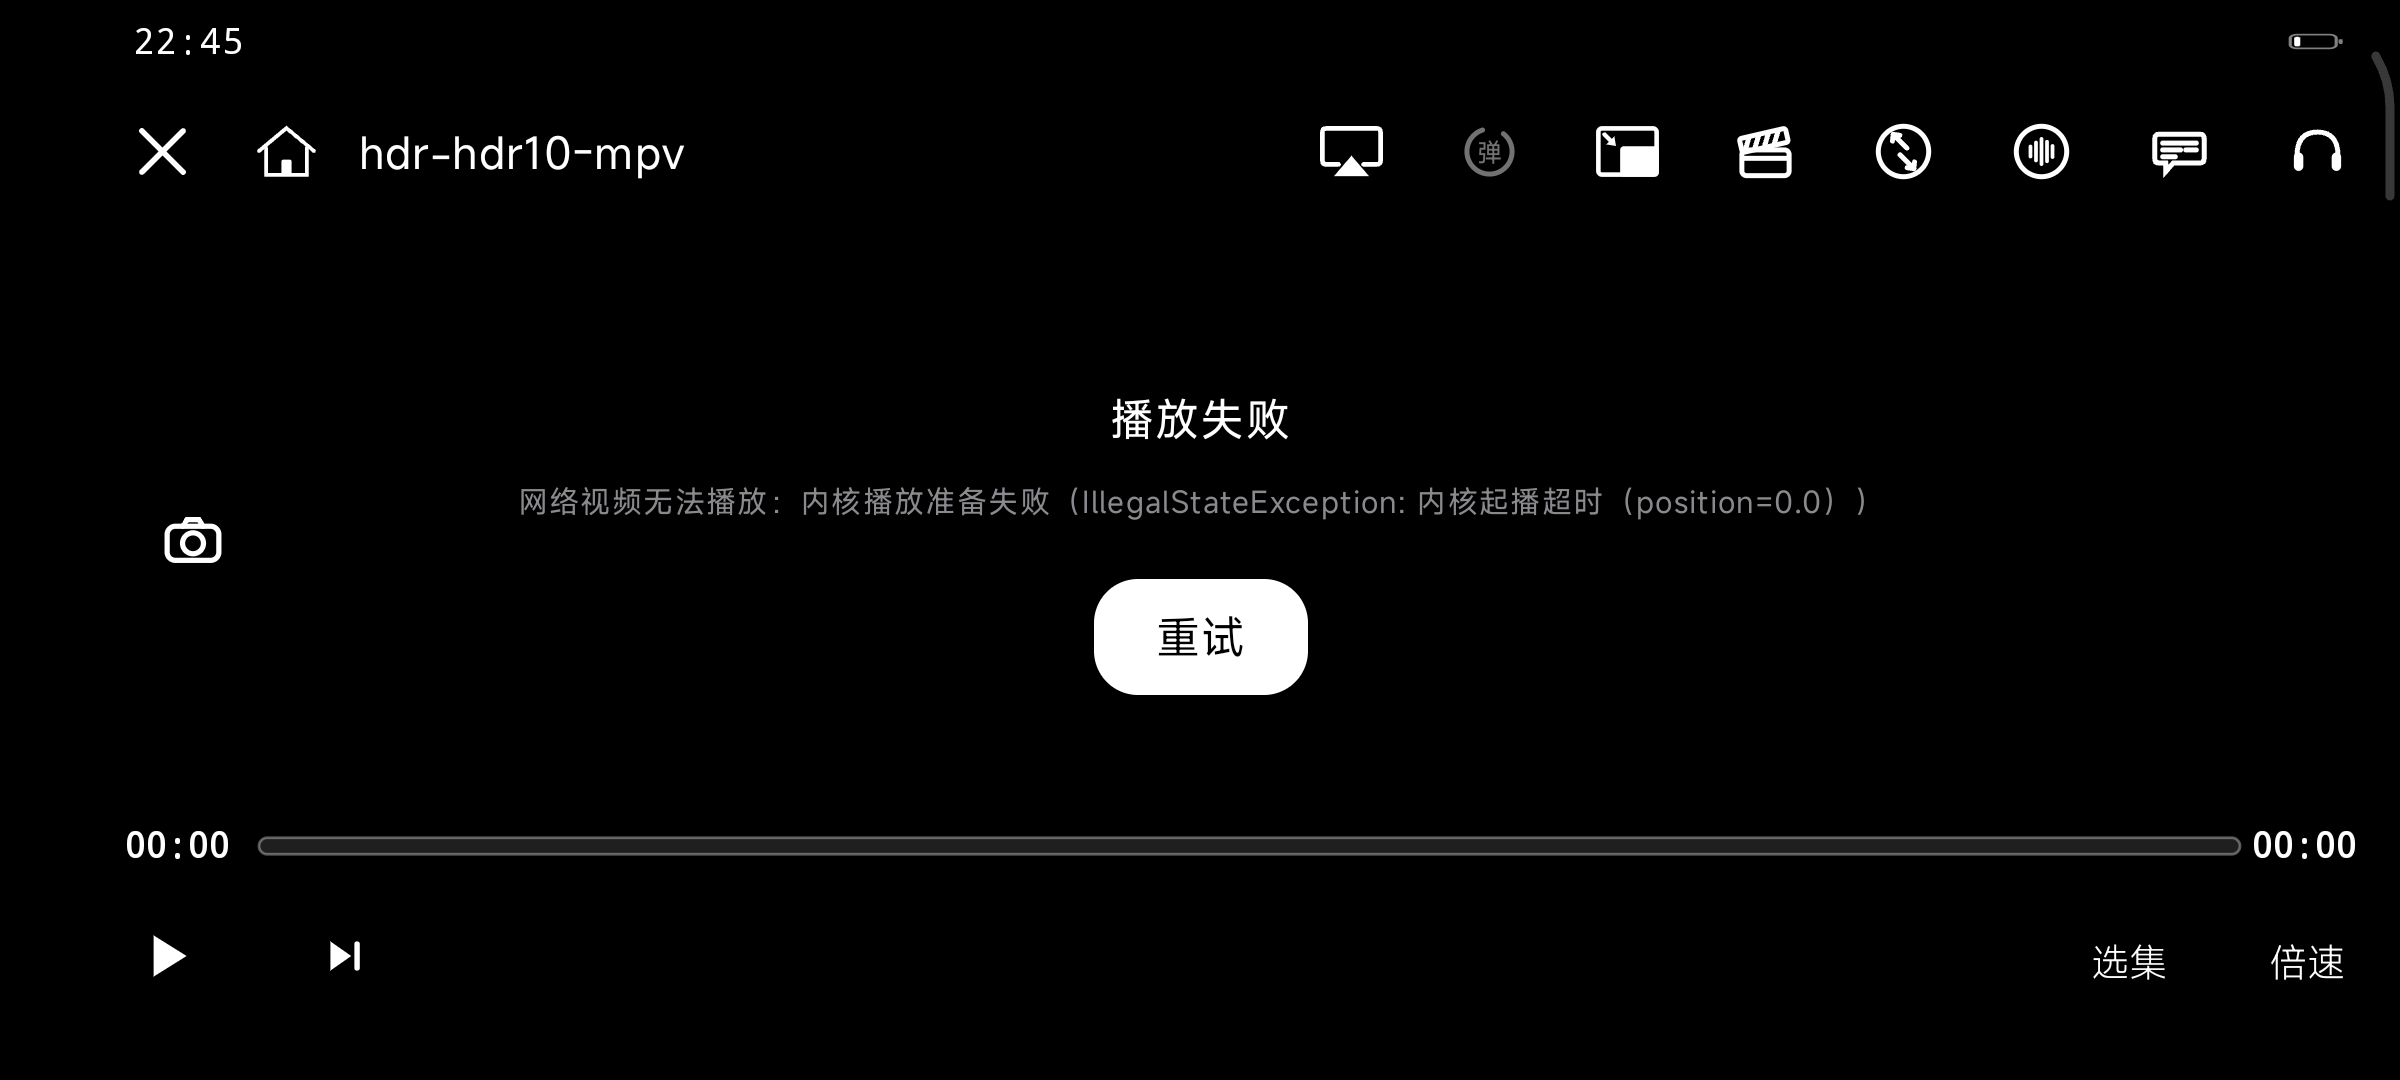 22:45
hdr-hdr10-mpv
弹
播放失败
网络视频无法播放：内核播放准备失败（IllegalStateException: 内核起播超时（position=0.0））
重试
00:00
00:00
选集
倍速